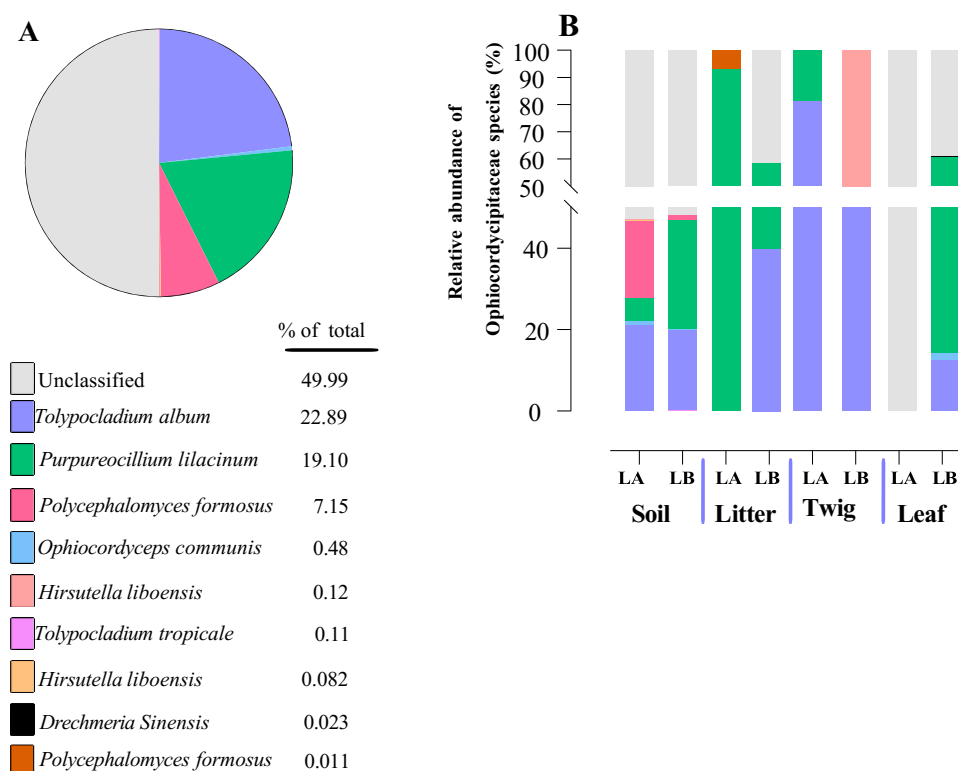 A
% of total
Unclassified 49.99
Tolypocladium album 22.89
Purpureocillium lilacinum 19.10
Polycephalomyces formosus 7.15
Ophiocordyceps communis 0.48
Hirsutella liboensis 0.12
Tolypocladium tropicale 0.11
Hirsutella liboensis 0.082
Drechmeria Sinensis 0.023
Polycephalomyces formosus 0.011
B
Relative abundance of
Ophiocordycipitaceae species (%)
100
90
80
70
60
50
40
20
0
LA LB LA LB LA LB LA LB
Soil Litter Twig Leaf